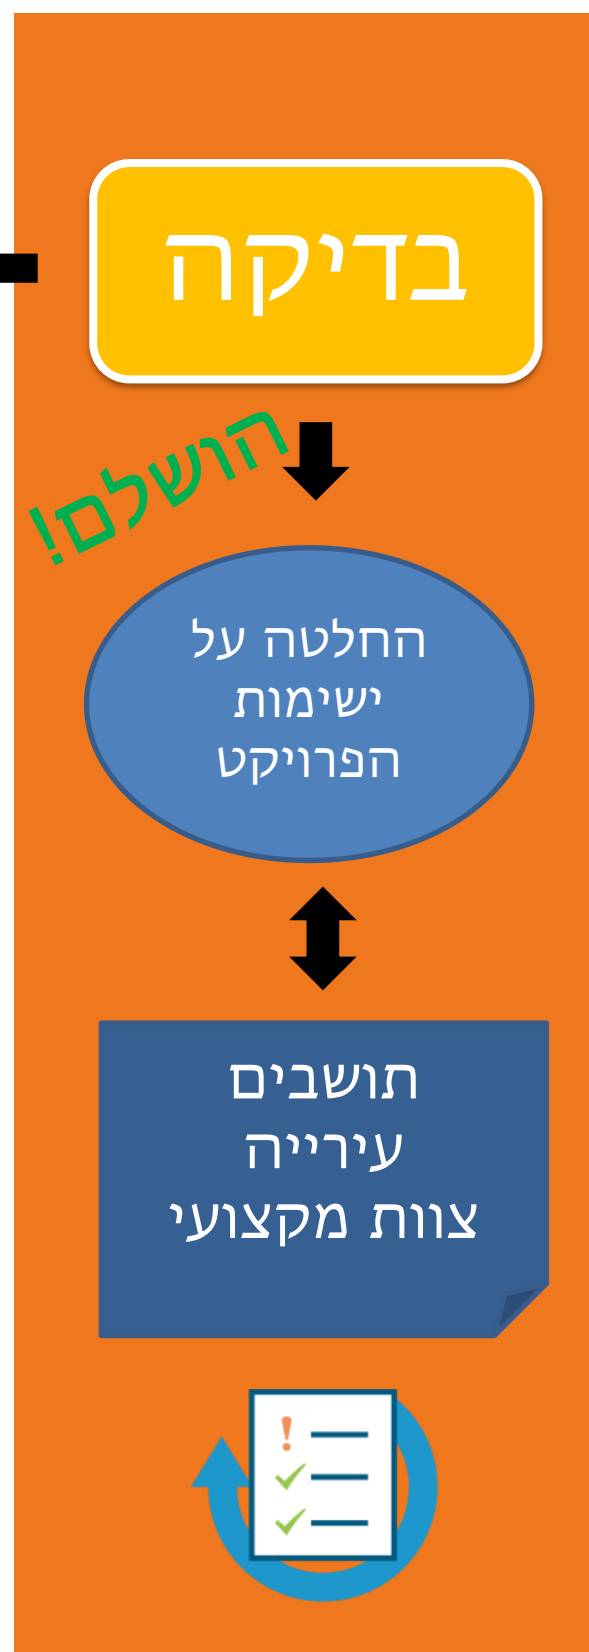 בדיקה
הושלם!
החלטה על
ישימות
הפרויקט
תושבים
עירייה
צוות מקצועי